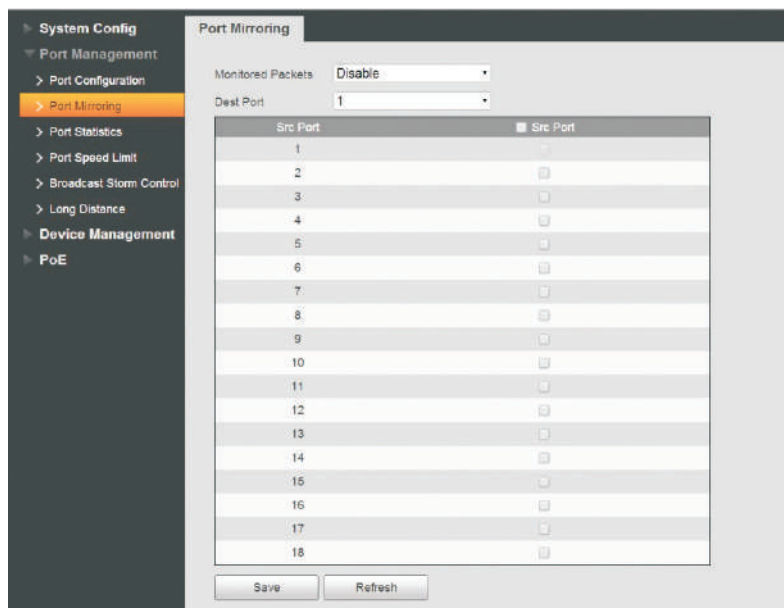 System Config
Port Management
> Port Configuration
> Port Mirroring
> Port Statistics
> Port Speed Limit
> Broadcast Storm Control
> Long Distance
Device Management
PoE
Port Mirroring
Monitored Packets Disable
Dest Port 1
Src Port Src Port
1
2
3
4
5
6
7
8
9
10
11
12
13
14
15
16
17
18
Save Refresh